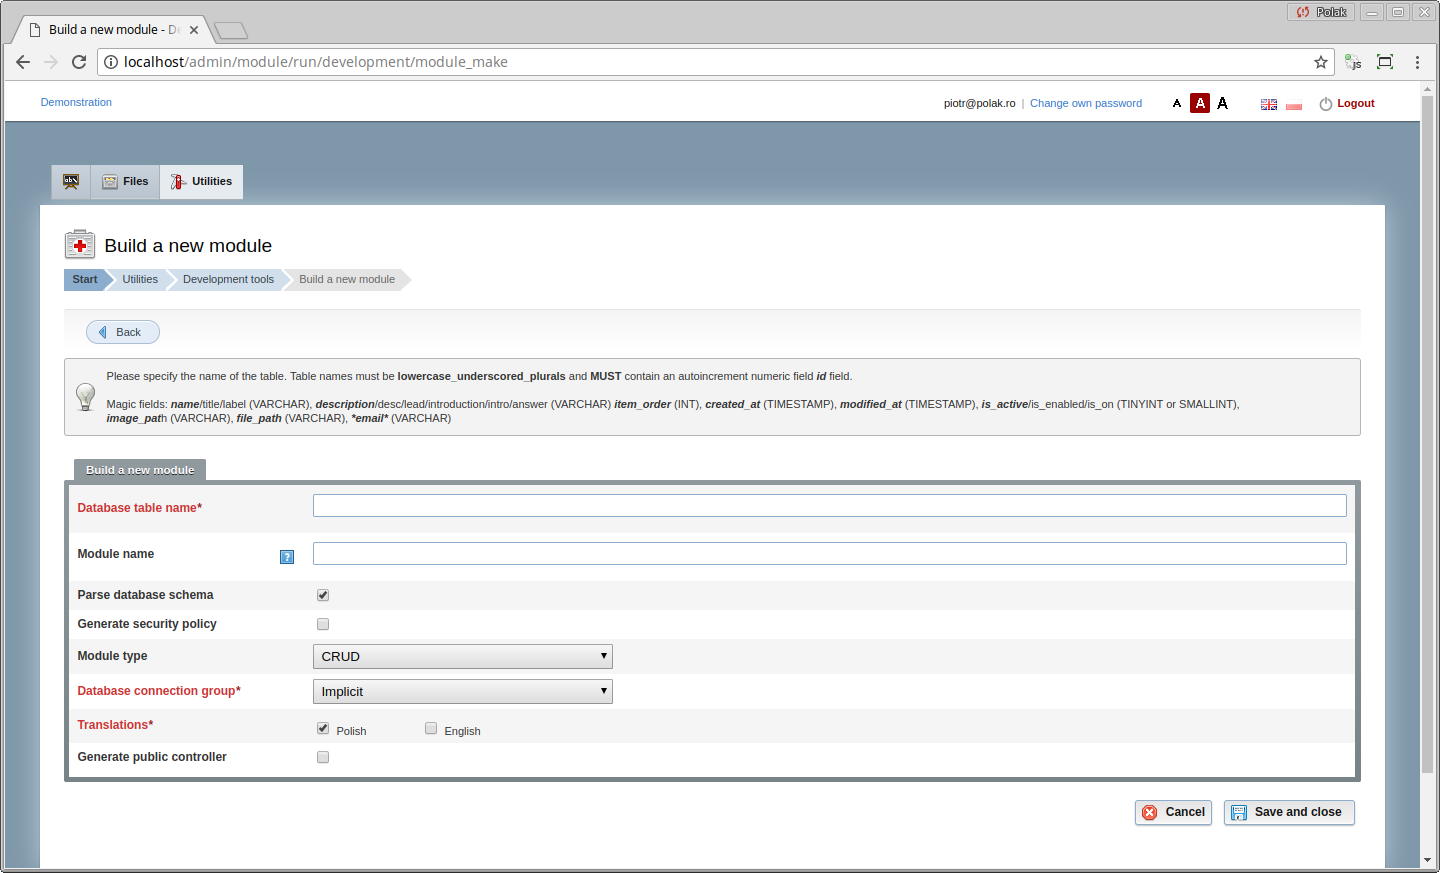 Polak
Build a new module - De
localhost/admin/module/run/development/module_make
js
Demonstration
piotr@polak.ro | Change own password A A A Logout
Files Utilities
Build a new module
Start Utilities Development tools Build a new module
Back
Please specify the name of the table. Table names must be lowercase_underscored_plurals and MUST contain an autoincrement numeric field id field.
Magic fields: name/title/label (VARCHAR), description/desc/lead/introduction/intro/answer (VARCHAR) item_order (INT), created_at (TIMESTAMP), modified_at (TIMESTAMP), is_active/is_enabled/is_on (TINYINT or SMALLINT),
image_path (VARCHAR), file_path (VARCHAR), *email* (VARCHAR)
Build a new module
Database table name*
Module name ?
Parse database schema
Generate security policy
Module type CRUD
Database connection group* Implicit
Translations* Polish English
Generate public controller
Cancel Save and close